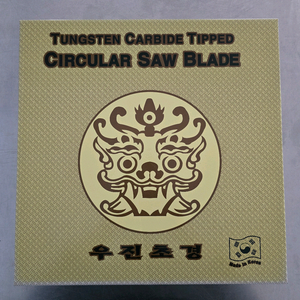 TUNGSTEN CARBIDE TIPPED
CIRCULAR SAW BLADE
우진초경
Made in Korea